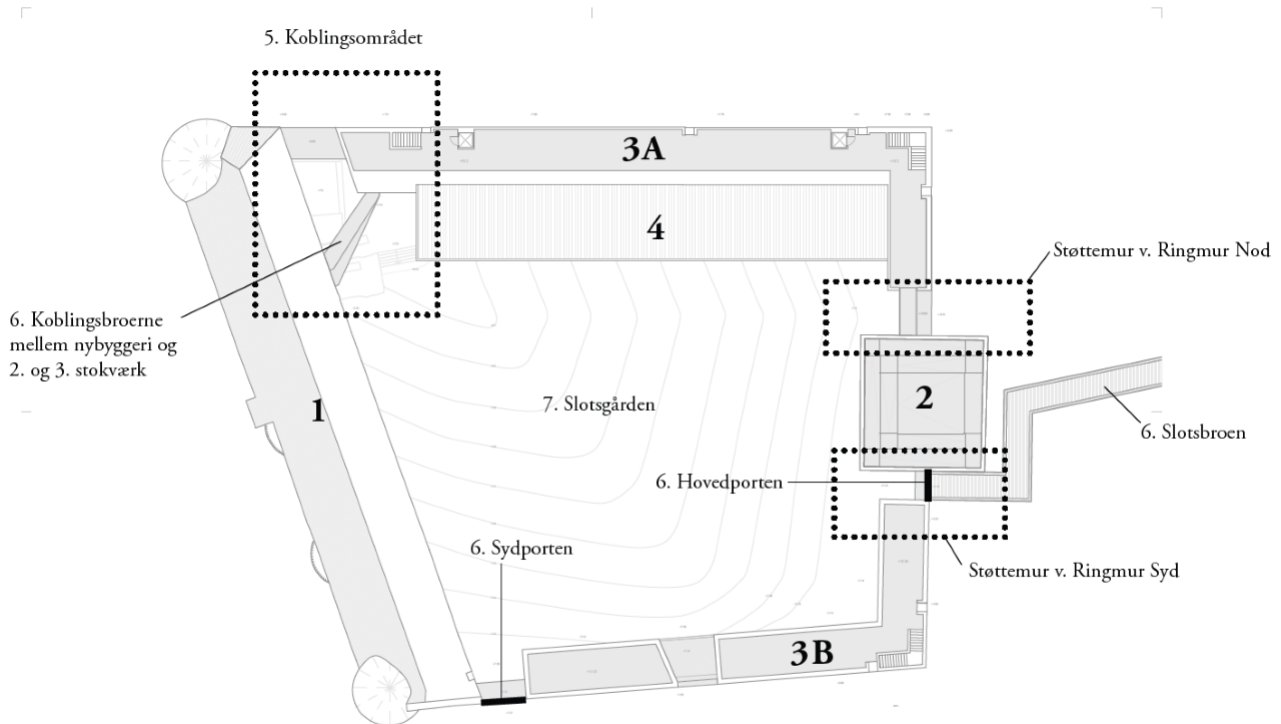 5. Koblingsområdet
3A
4
Støttemur v. Ringmur Nod
6. Koblingsbroerne
mellem nybyggeri og
2. og 3. stokværk
1
7. Slotsgården
2
6. Slotsbroen
6. Hovedporten
6. Sydporten
Støttemur v. Ringmur Syd
3B